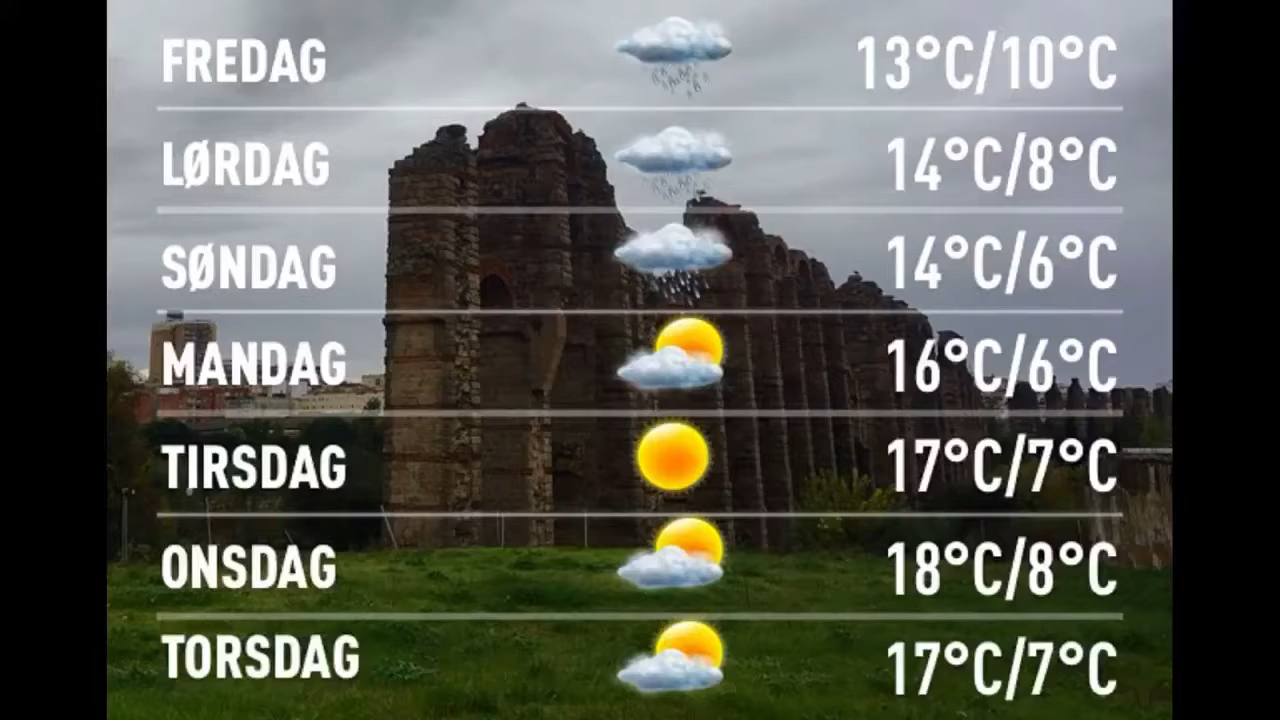 FREDAG 13°C/10°C
LØRDAG 14°C/8°C
SØNDAG 14°C/6°C
MANDAG 16°C/6°C
TIRSDAG 17°C/7°C
ONSDAG 18°C/8°C
TORSDAG 17°C/7°C